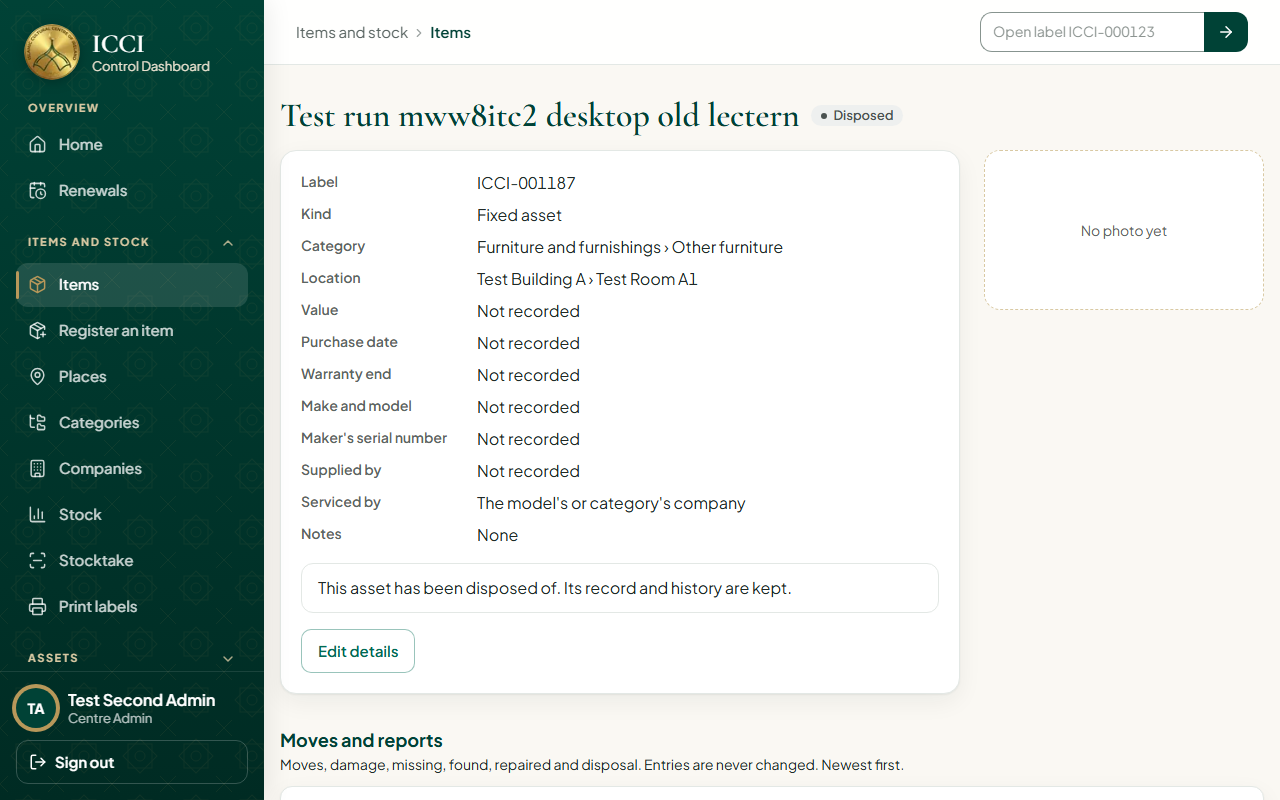 ICCI
Control Dashboard
OVERVIEW
Home
Renewals
ITEMS AND STOCK
Items
Register an item
Places
Categories
Companies
Stock
Stocktake
Print labels
ASSETS
TA
Test Second Admin
Centre Admin
Sign out
Items and stock › Items
Open label ICCI-000123
Test run mww8itc2 desktop old lectern
Disposed
Label ICCI-001187
Kind Fixed asset
Category Furniture and furnishings › Other furniture
Location Test Building A › Test Room A1
Value Not recorded
Purchase date Not recorded
Warranty end Not recorded
Make and model Not recorded
Maker's serial number Not recorded
Supplied by Not recorded
Serviced by The model's or category's company
Notes None
This asset has been disposed of. Its record and history are kept.
Edit details
No photo yet
Moves and reports
Moves, damage, missing, found, repaired and disposal. Entries are never changed. Newest first.